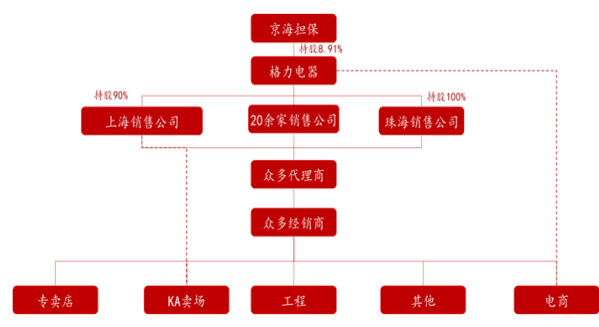 京海担保
持股8.91%
格力电器
持股90%
持股100%
上海销售公司
20余家销售公司
珠海销售公司
众多代理商
众多经销商
专卖店
KA卖场
工程
其他
电商